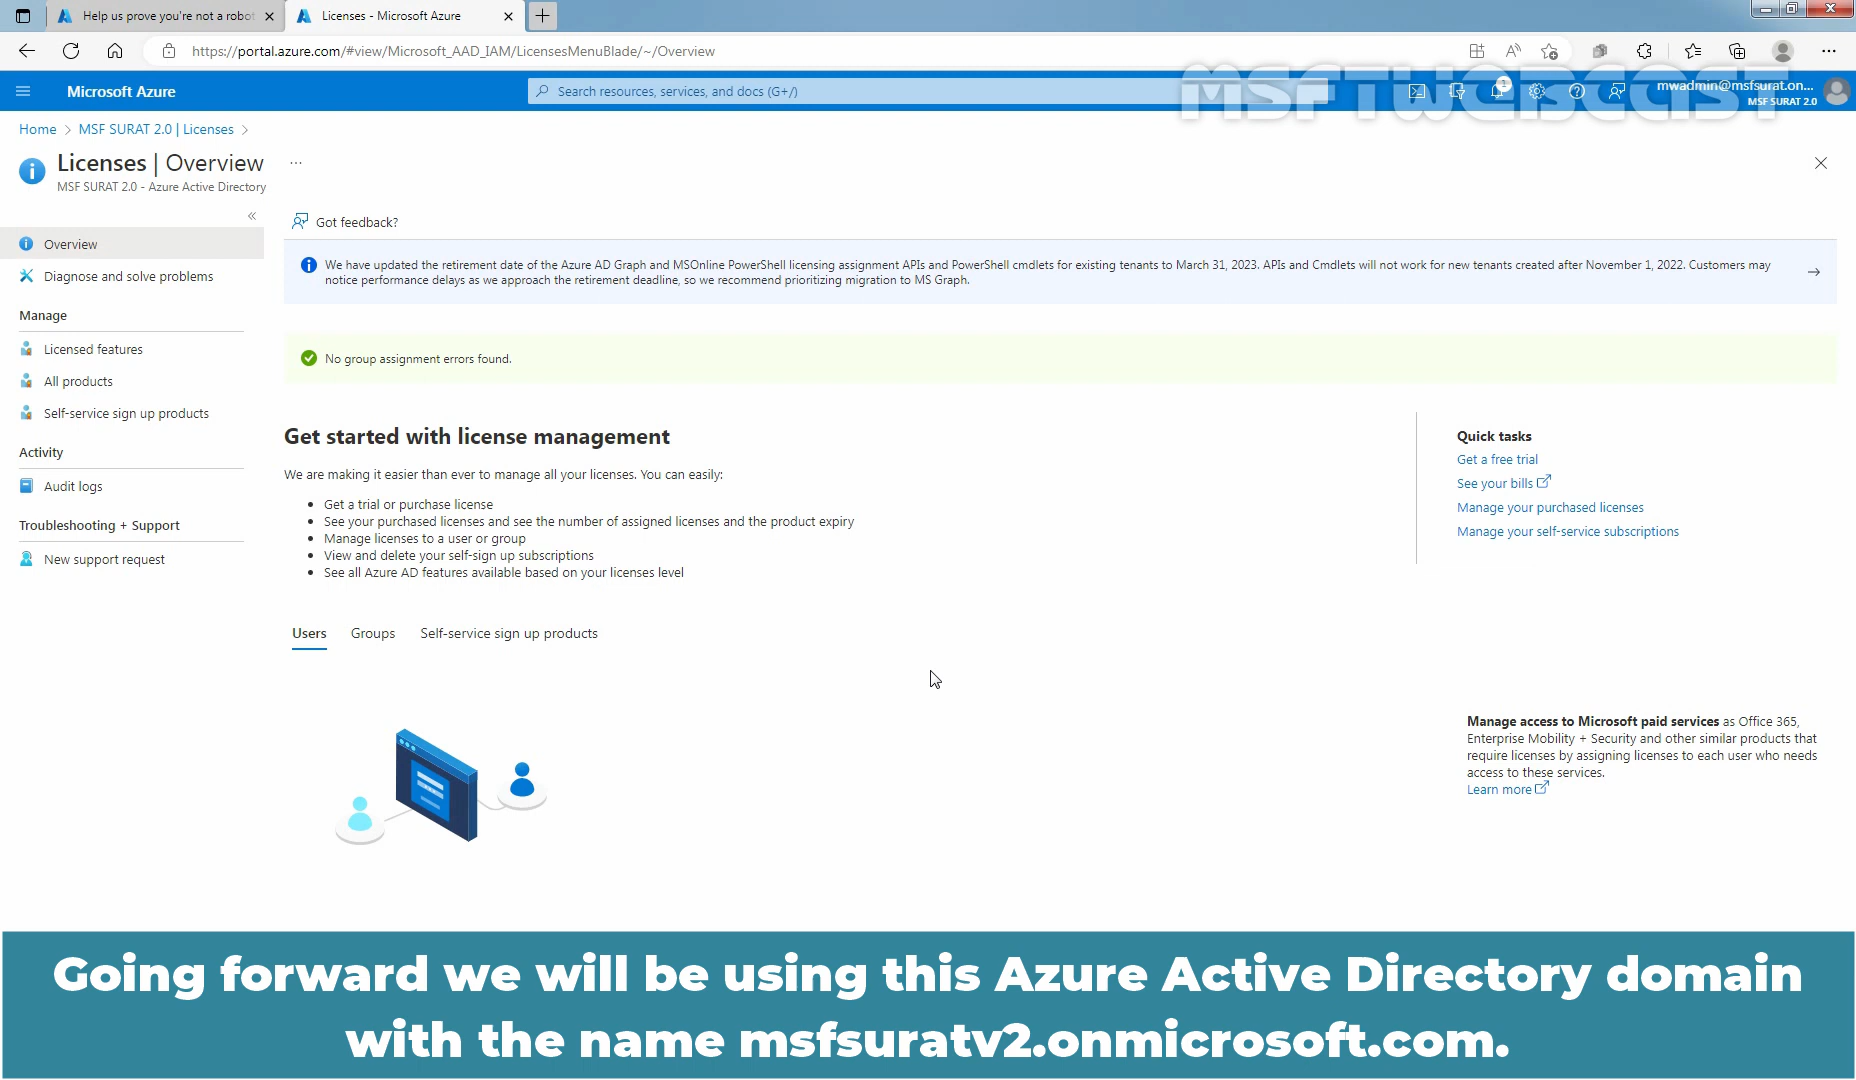 Help us prove you're not a robot
Licenses - Microsoft Azure
https://portal.azure.com/#view/Microsoft_AAD_IAM/LicensesMenuBlade/~/Overview
Microsoft Azure
Search resources, services, and docs (G+/)
1
mwadmin@msfsurat.on...
MSF SURAT 2.0
MSFTWEBCAST
Home > MSF SURAT 2.0 | Licenses >
Licenses | Overview ...
MSF SURAT 2.0 - Azure Active Directory
Overview
Diagnose and solve problems
Manage
Licensed features
All products
Self-service sign up products
Activity
Audit logs
Troubleshooting + Support
New support request
Got feedback?
We have updated the retirement date of the Azure AD Graph and MSOnline PowerShell licensing assignment APIs and PowerShell cmdlets for existing tenants to March 31, 2023. APIs and Cmdlets will not work for new tenants created after November 1, 2022. Customers may
notice performance delays as we approach the retirement deadline, so we recommend prioritizing migration to MS Graph.
No group assignment errors found.
Get started with license management
We are making it easier than ever to manage all your licenses. You can easily:
• Get a trial or purchase license
• See your purchased licenses and see the number of assigned licenses and the product expiry
• Manage licenses to a user or group
• View and delete your self-sign up subscriptions
• See all Azure AD features available based on your licenses level
Quick tasks
Get a free trial
See your bills
Manage your purchased licenses
Manage your self-service subscriptions
Users Groups Self-service sign up products
Manage access to Microsoft paid services as Office 365,
Enterprise Mobility + Security and other similar products that
require licenses by assigning licenses to each user who needs
access to these services.
Learn more
Going forward we will be using this Azure Active Directory domain
with the name msfsuratv2.onmicrosoft.com.